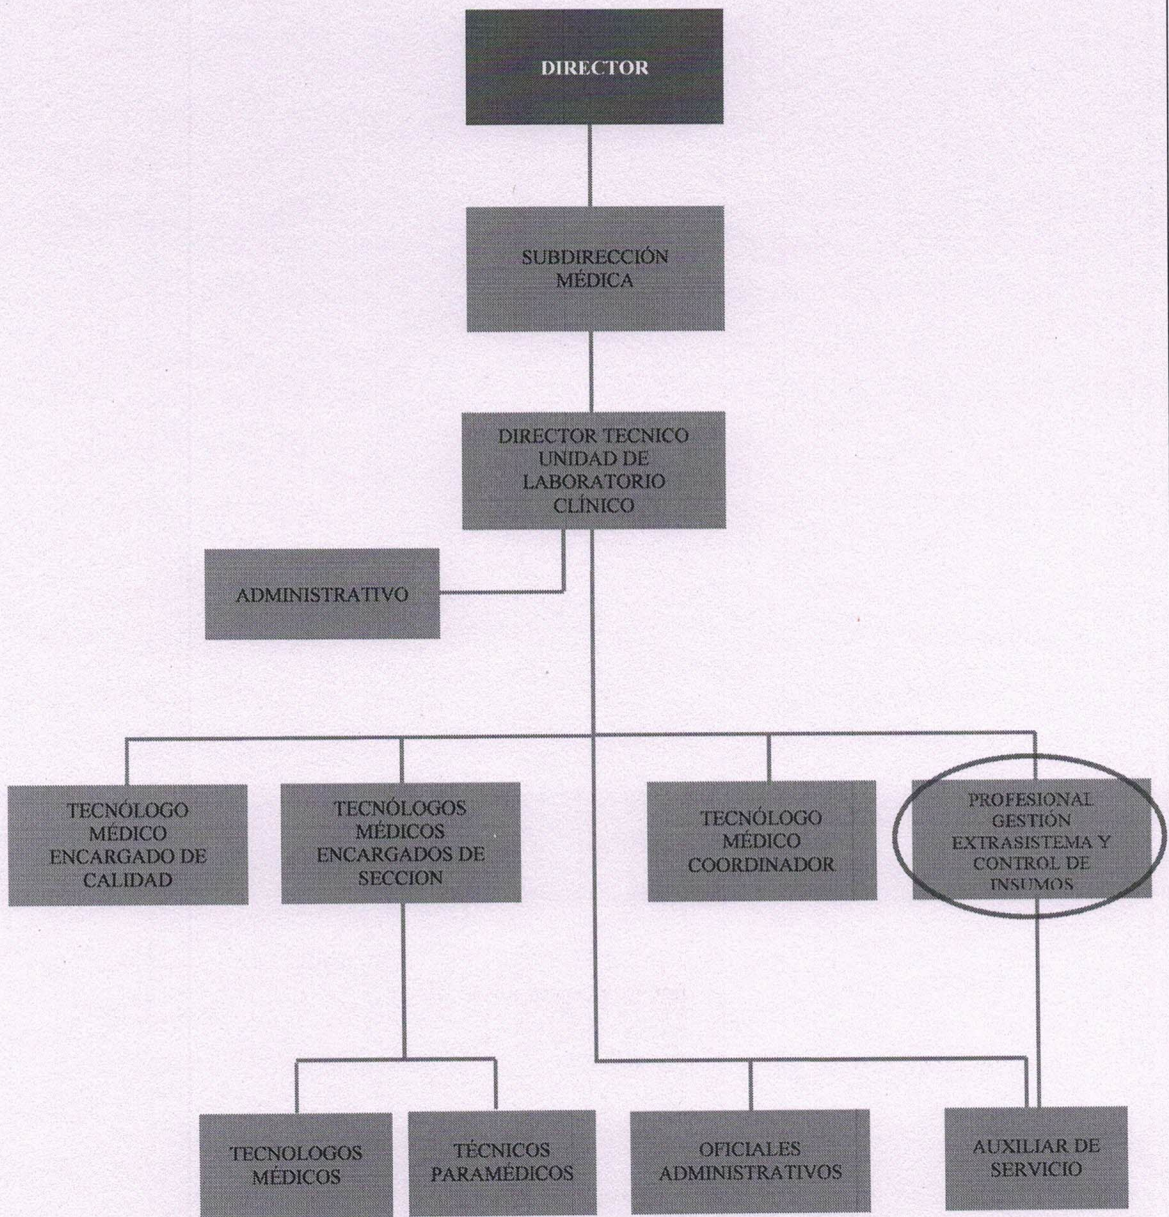 DIRECTOR
SUBDIRECCIÓN
MÉDICA
DIRECTOR TECNICO
UNIDAD DE
LABORATORIO
CLÍNICO
ADMINISTRATIVO
TECNÓLOGO
MÉDICO
ENCARGADO DE
CALIDAD
TECNÓLOGOS
MÉDICOS
ENCARGADOS DE
SECCION
TECNÓLOGO
MÉDICO
COORDINADOR
PROFESIONAL
GESTIÓN
EXTRASISTEMA Y
CONTROL DE
INSUMOS
TECNOLOGOS
MÉDICOS
TÉCNICOS
PARAMÉDICOS
OFICIALES
ADMINISTRATIVOS
AUXILIAR DE
SERVICIO